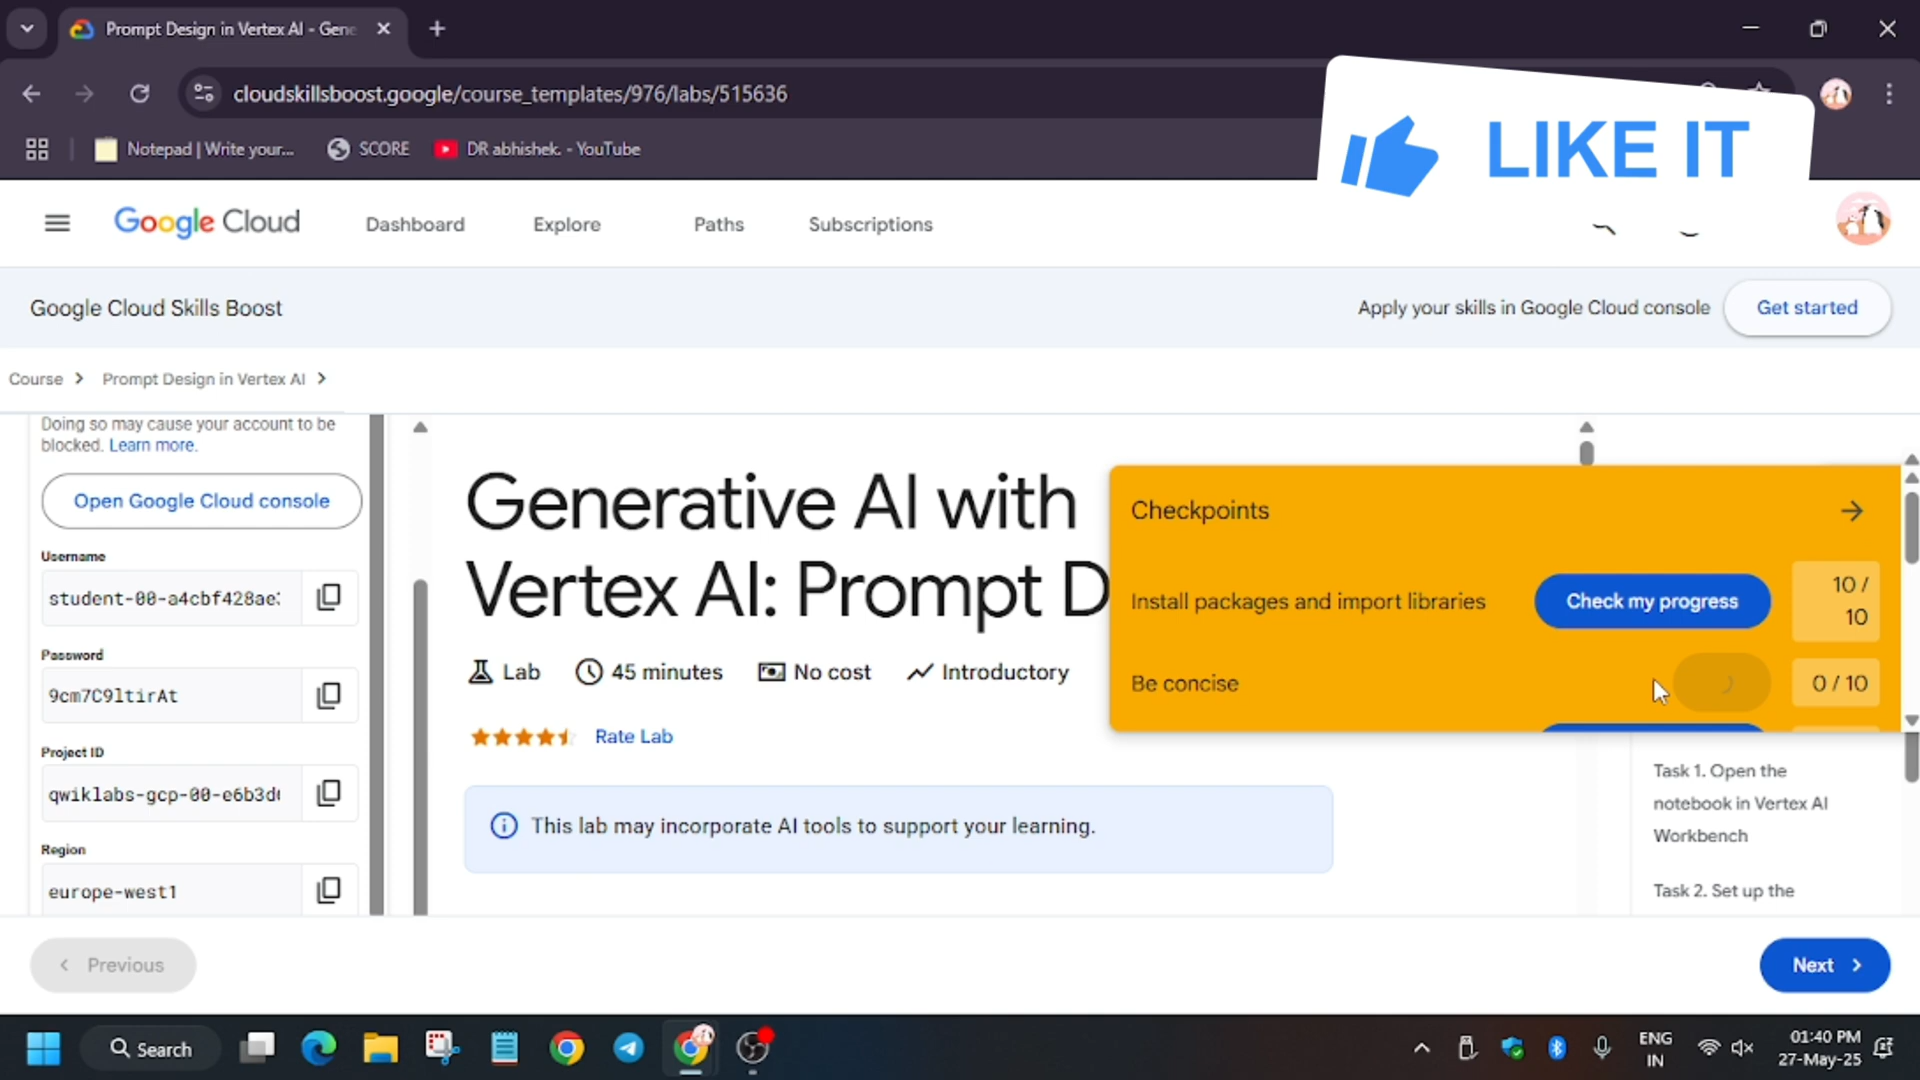 Prompt Design in Vertex AI - Gene
cloudskillsboost.google/course_templates/976/labs/515636
Notepad | Write your...
SCORE
DR abhishek. - YouTube
LIKE IT
Google Cloud
Dashboard
Explore
Paths
Subscriptions
Google Cloud Skills Boost
Apply your skills in Google Cloud console
Get started
Course
Prompt Design in Vertex AI
Doing so may cause your account to be
blocked. Learn more.
Open Google Cloud console
Username
student-00-a4cbf428ae
Password
9cm7C9ltirAt
Project ID
qwiklabs-gcp-00-e6b3d
Region
europe-west1
Generative AI with
Vertex AI: Prompt D
Lab
45 minutes
No cost
Introductory
Rate Lab
This lab may incorporate AI tools to support your learning.
Checkpoints
Install packages and import libraries
Check my progress
10 /
10
Be concise
0 / 10
Task 1. Open the
notebook in Vertex AI
Workbench
Task 2. Set up the
Previous
Next
Search
ENG
IN
01:40 PM
27-May-25